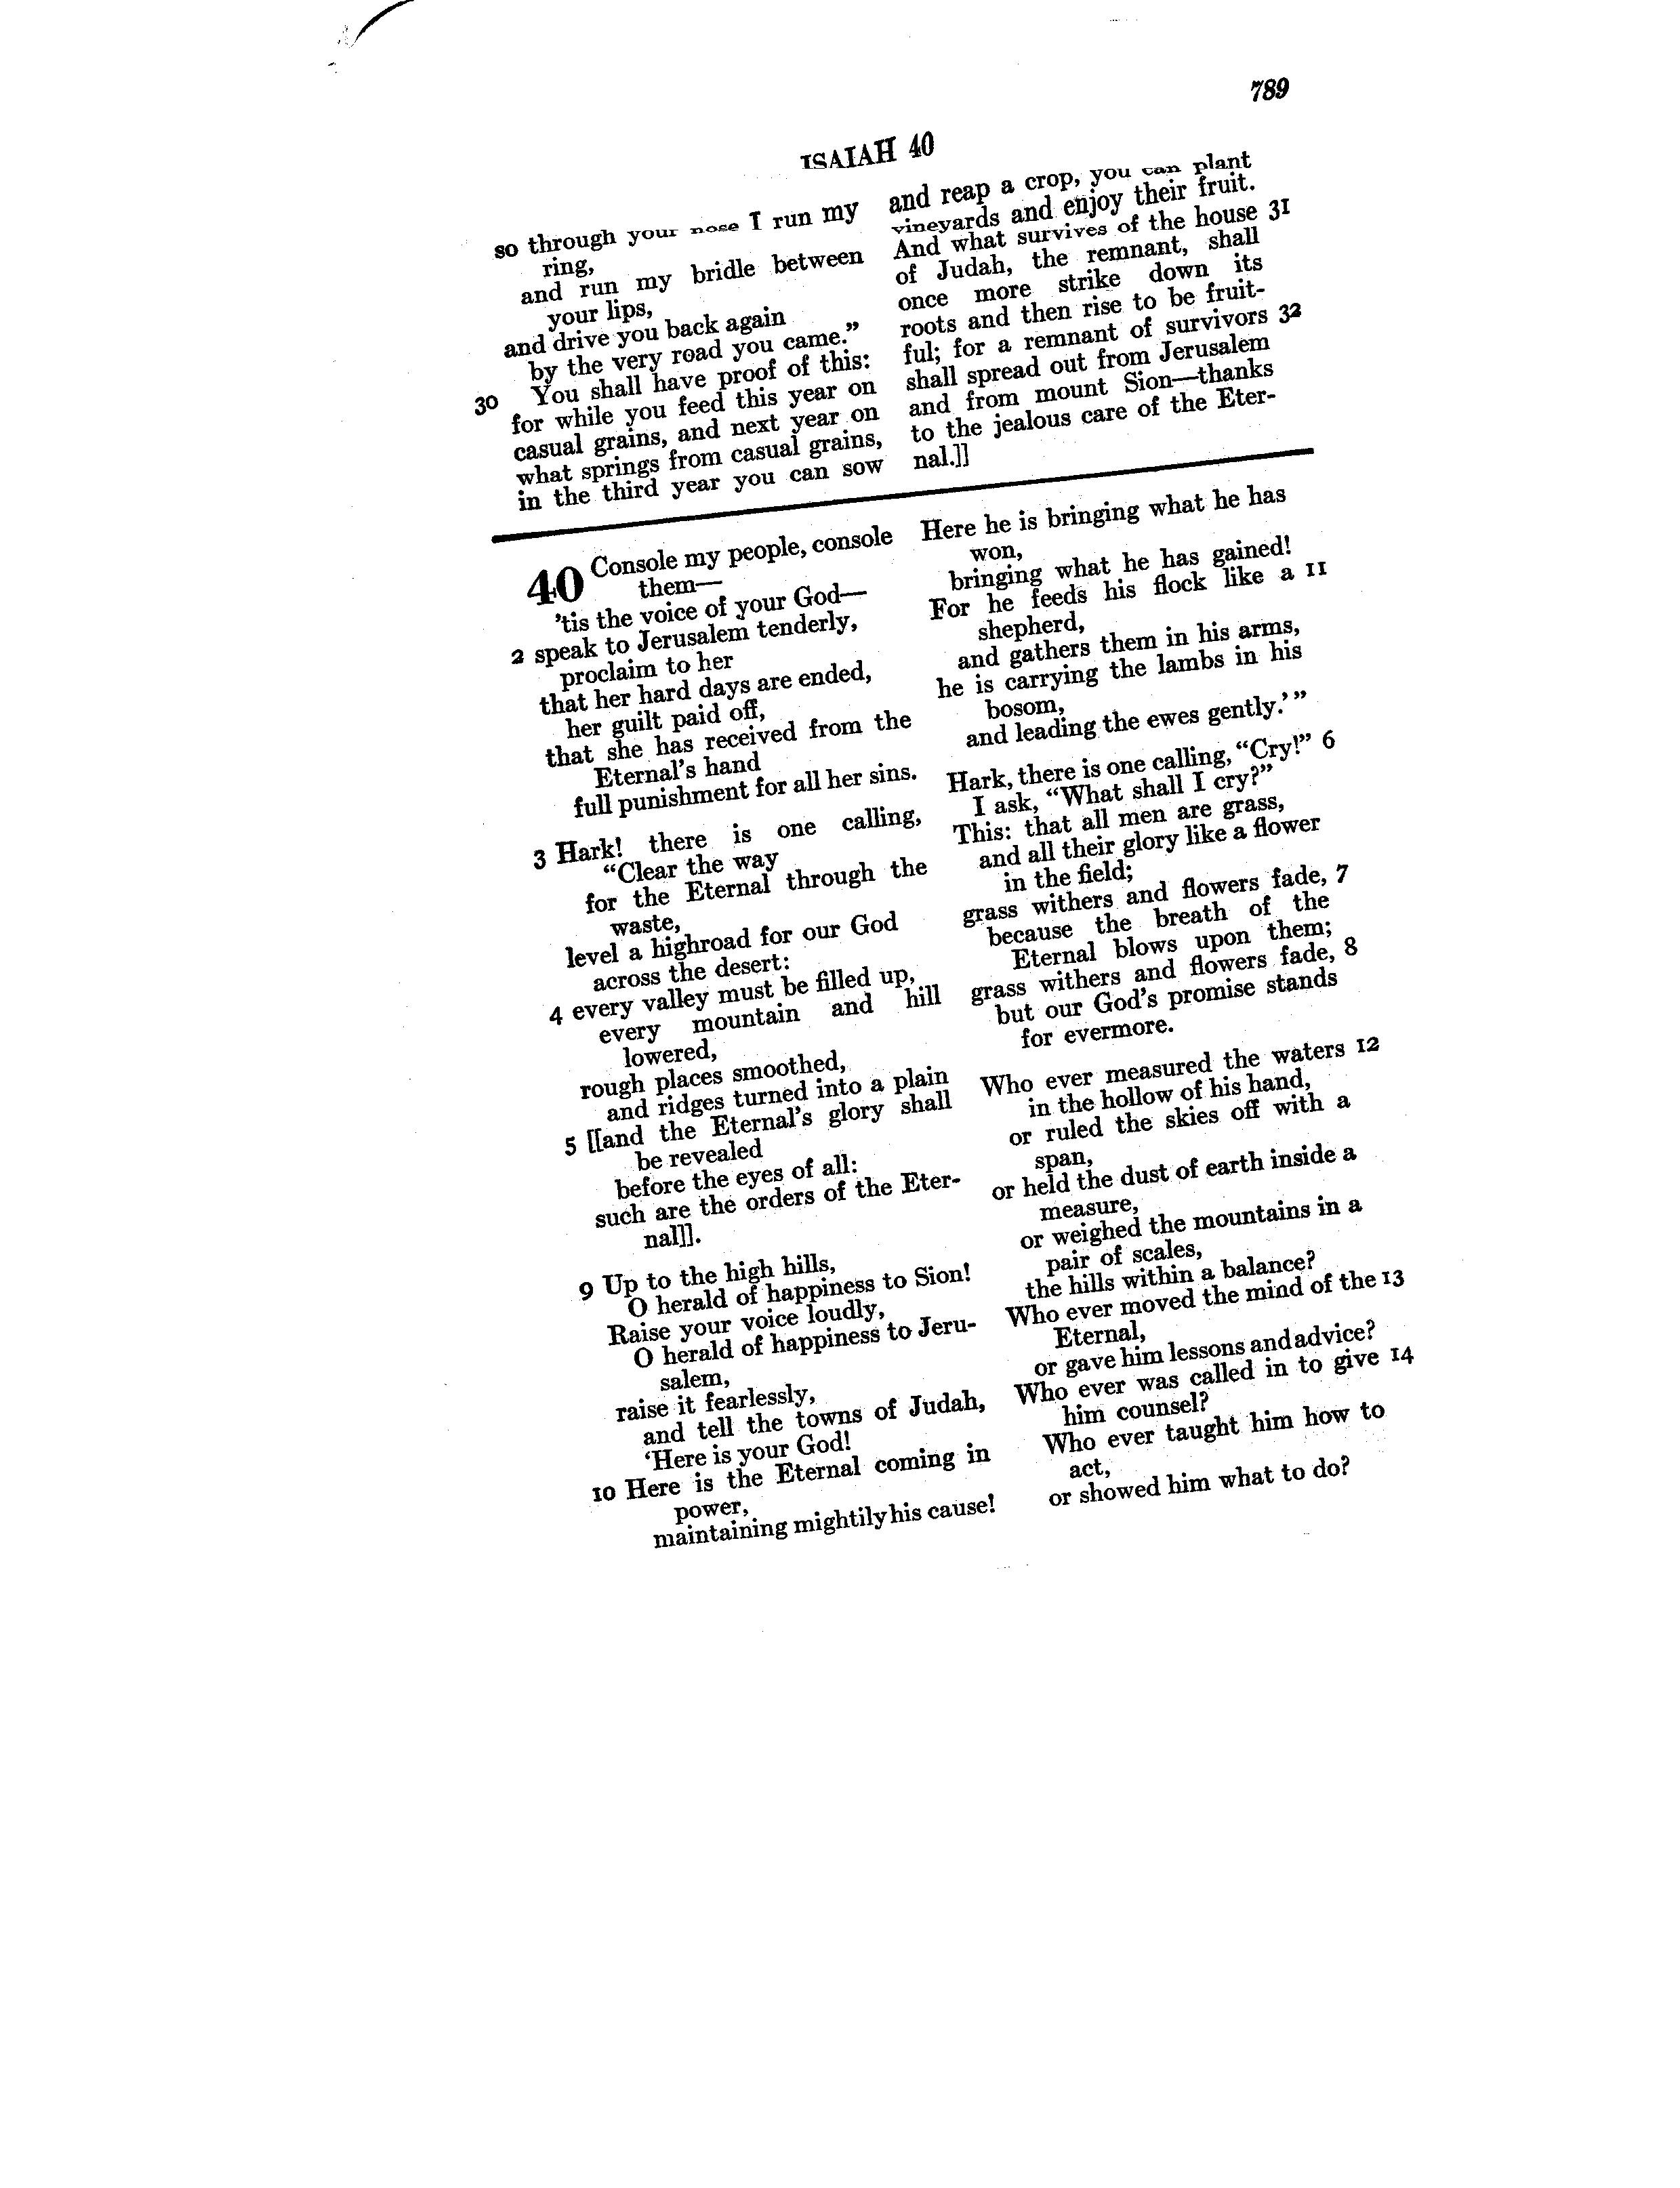 789
ISAIAH 40
so through your nose I run my
ring,
and run my bridle between
your lips,
and drive you back again
by the very road you came.”
30 You shall have proof of this:
for while you feed this year on
casual grains, and next year on
what springs from casual grains,
in the third year you can sow
and reap a crop, you can plant
vineyards and enjoy their fruit.
And what survives of the house 31
of Judah, the remnant, shall
once more strike down its
roots and then rise to be fruit-
ful; for a remnant of survivors 32
shall spread out from Jerusalem
and from mount Sion—thanks
to the jealous care of the Eter-
nal.]]
40 Console my people, console
them—
’tis the voice of your God—
2 speak to Jerusalem tenderly,
proclaim to her
that her hard days are ended,
her guilt paid off,
that she has received from the
Eternal’s hand
full punishment for all her sins.
3 Hark! there is one calling,
“Clear the way
for the Eternal through the
waste,
level a highroad for our God
across the desert:
4 every valley must be filled up,
every mountain and hill
lowered,
rough places smoothed,
and ridges turned into a plain
5 [[and the Eternal’s glory shall
be revealed
before the eyes of all:
such are the orders of the Eter-
nal]].
9 Up to the high hills,
O herald of happiness to Sion!
Raise your voice loudly,
O herald of happiness to Jeru-
salem,
raise it fearlessly,
and tell the towns of Judah,
‘Here is your God!
10 Here is the Eternal coming in
power,
maintaining mightily his cause!
Here he is bringing what he has
won,
bringing what he has gained!
For he feeds his flock like a 11
shepherd,
and gathers them in his arms,
he is carrying the lambs in his
bosom,
and leading the ewes gently.’”
Hark, there is one calling, “Cry!” 6
I ask, “What shall I cry?”
This: that all men are grass,
and all their glory like a flower
in the field;
grass withers and flowers fade, 7
because the breath of the
Eternal blows upon them;
grass withers and flowers fade, 8
but our God’s promise stands
for evermore.
Who ever measured the waters 12
in the hollow of his hand,
or ruled the skies off with a
span,
or held the dust of earth inside a
measure,
or weighed the mountains in a
pair of scales,
the hills within a balance?
Who ever moved the mind of the 13
Eternal,
or gave him lessons and advice?
Who ever was called in to give 14
him counsel?
Who ever taught him how to
act,
or showed him what to do?